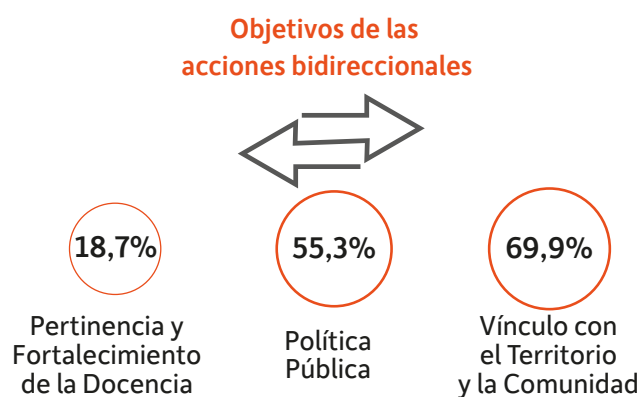 Objetivos de las
acciones bidireccionales
18,7%
55,3%
69,9%
Pertinencia y
Fortalecimiento
de la Docencia
Política
Pública
Vínculo con
el Territorio
y la Comunidad